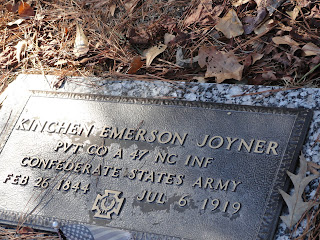 KINCHEN EMERSON JOYNER
PVT CO A 47 NC INF
CONFEDERATE STATES ARMY
FEB 26 1844 JUL 6 1919